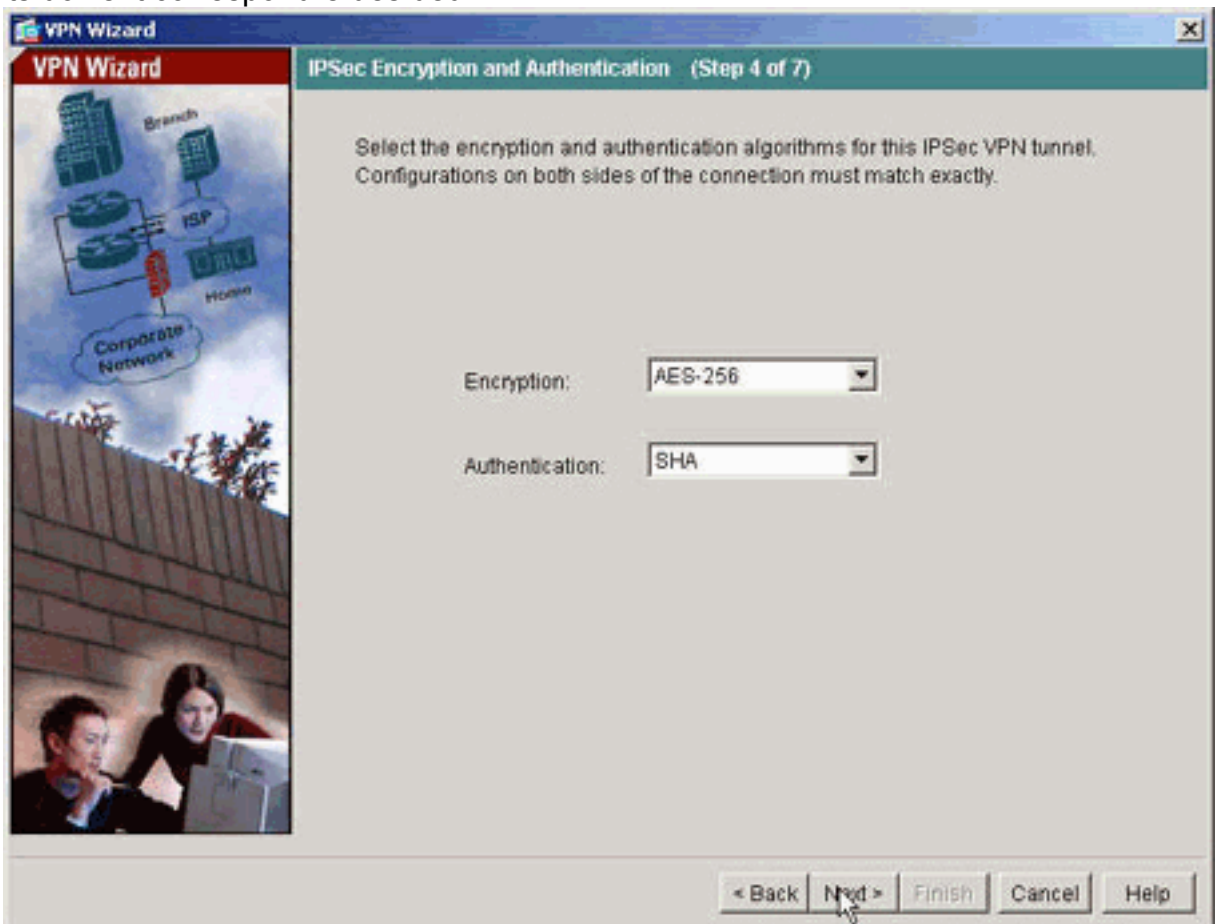 VPN Wizard
VPN Wizard
IPSec Encryption and Authentication (Step 4 of 7)
Branch
ISP
Home
Corporate
Network
Select the encryption and authentication algorithms for this IPSec VPN tunnel.
Configurations on both sides of the connection must match exactly.
Encryption: AES-256
Authentication: SHA
< Back Next > Finish Cancel Help